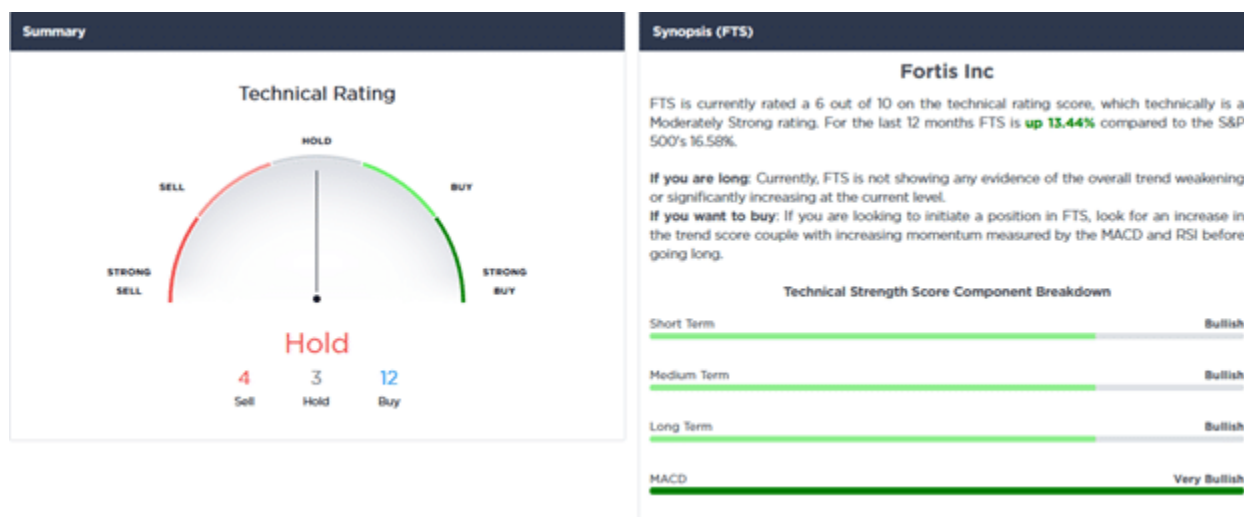 Summary
Technical Rating
HOLD
SELL
BUY
STRONG
SELL
STRONG
BUY
Hold
4 3 12
Sell Hold Buy
Synopsis (FTS)
Fortis Inc
FTS is currently rated a 6 out of 10 on the technical rating score, which technically is a
Moderately Strong rating. For the last 12 months FTS is up 13.44% compared to the S&P
500's 16.58%.
If you are long: Currently, FTS is not showing any evidence of the overall trend weakening
or significantly increasing at the current level.
If you want to buy: If you are looking to initiate a position in FTS, look for an increase in
the trend score couple with increasing momentum measured by the MACD and RSI before
going long.
Technical Strength Score Component Breakdown
Short Term Bullish
Medium Term Bullish
Long Term Bullish
MACD Very Bullish